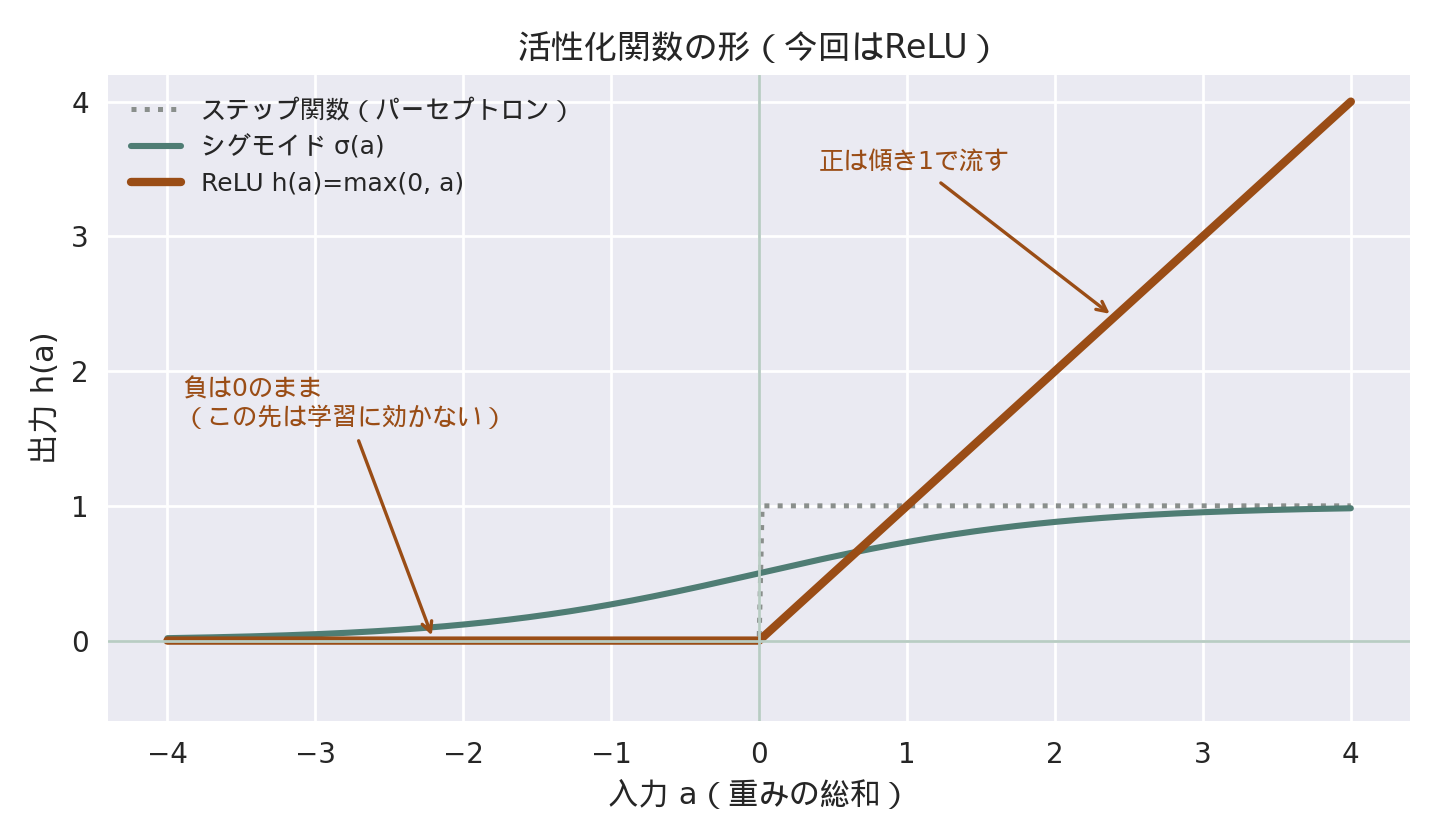 活性化関数の形（今回はReLU）
ステップ関数（パーセプトロン）
シグモイド σ(a)
ReLU h(a)=max(0, a)
正は傾き1で流す
負は0のまま
（この先は学習に効かない）
出力 h(a)
4
3
2
1
0
−4 −3 −2 −1 0 1 2 3 4
入力 a（重みの総和）